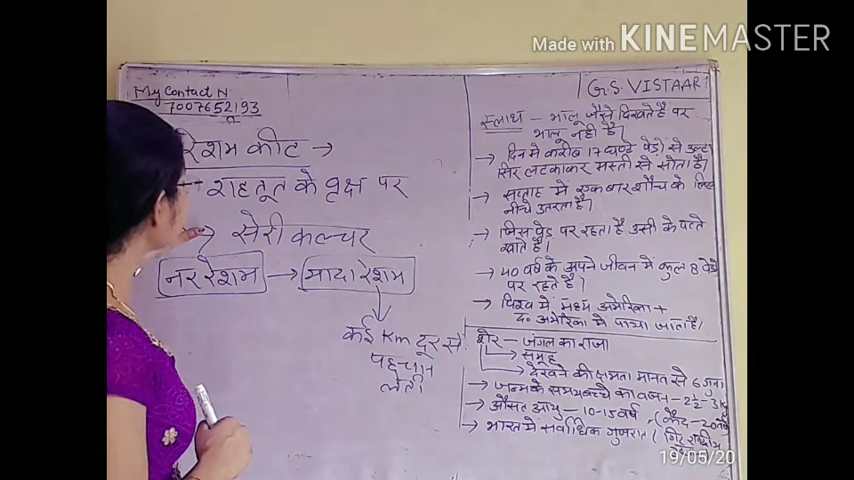 Made with KINEMASTER
My Contact N
7007652193
G.S. VISTAAR
रेशम कीट →
शहतूत के वृक्ष पर
→ सेरी कल्चर
नर रेशम → मादा रेशम
कई Km दूर से
पहचान
लेती
स्लाथ - भालू जैसे दिखते है पर
भालू नही है।
→ दिन मे करीब 17 घण्टे पेड़ो से उल्टा
सिर लटकाकर मस्ती से सोता है।
→ सप्ताह में एक बार शौच के लिए
नीचे उतरता है।
→ जिस पेड़ पर रहता है उसी के पत्ते
खाते है।
→ 40 वर्ष के अपने जीवन मे कुल 8 पेड़ो
पर रहते है।
→ विश्व में मध्य अमेरिका +
द० अमेरिका मे पाया जाता है।
शेर - जंगल का राजा
→ समूह
→ देखने की क्षमता मानत से 6 गुना
→ जन्म के समय बच्चे का वजन - 2½-3 Kg
→ औसत आयु - 10-15 वर्ष, (कैद - 20 वर्ष
→ भारत में सर्वाधिक गुजरात ( गिर राष्ट्रीय
19/05/20